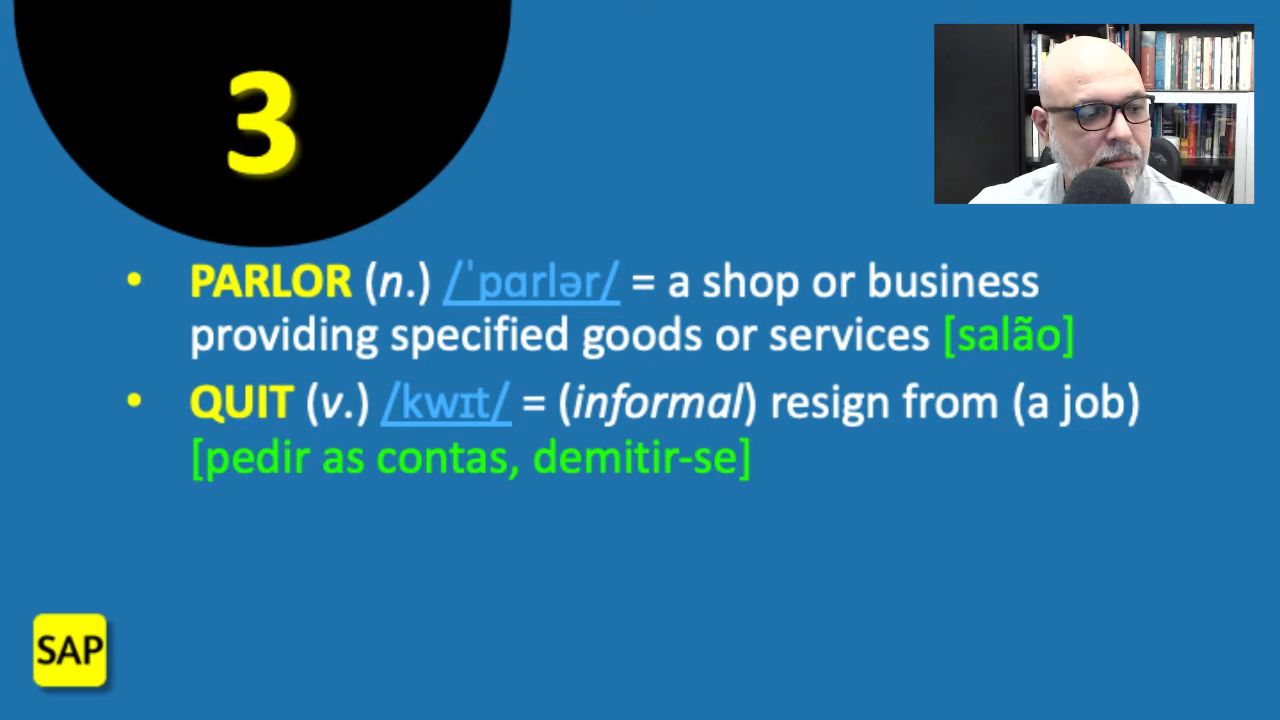 3
• PARLOR (n.) /ˈpɑrlər/ = a shop or business
providing specified goods or services [salão]
• QUIT (v.) /kwɪt/ = (informal) resign from (a job)
[pedir as contas, demitir-se]
SAP